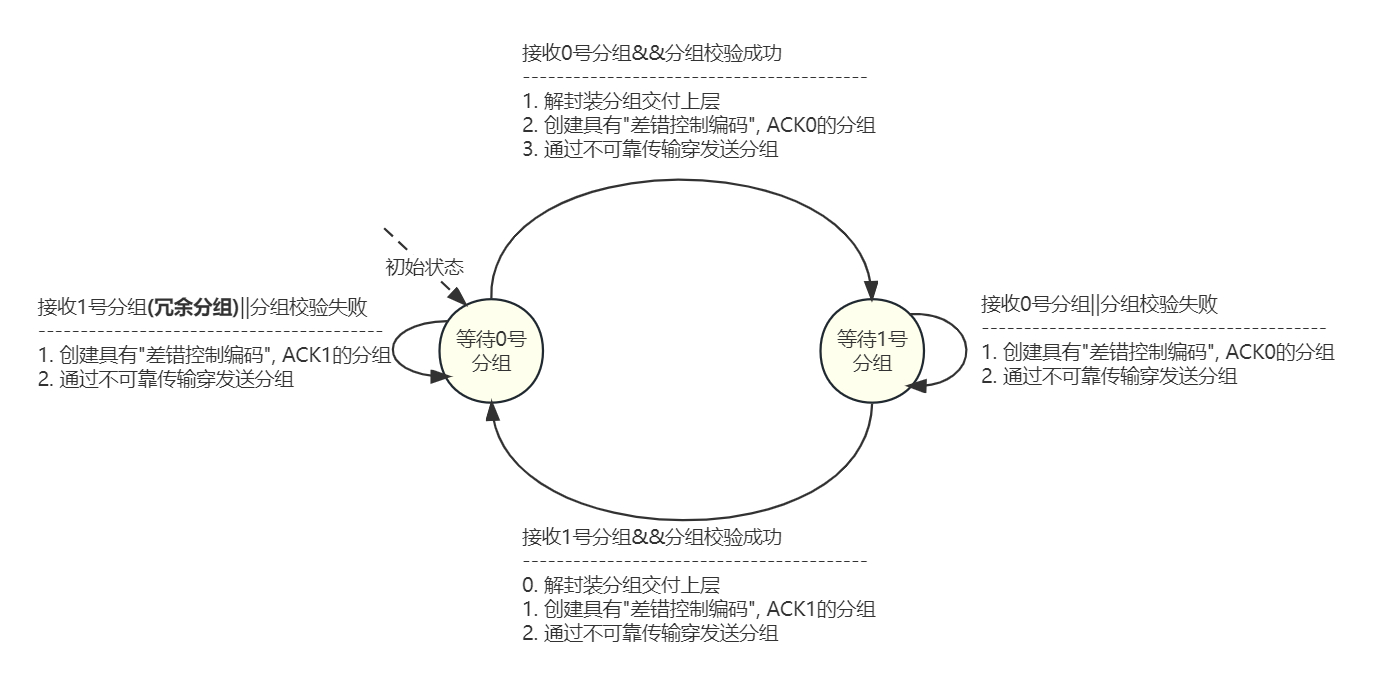 接收0号分组&&分组校验成功
-----------------------------------------
1. 解封装分组交付上层
2. 创建具有"差错控制编码", ACK0的分组
3. 通过不可靠传输穿发送分组
初始状态
接收1号分组(冗余分组)||分组校验失败
-----------------------------------------
1. 创建具有"差错控制编码", ACK1的分组
2. 通过不可靠传输穿发送分组
等待0号
分组
等待1号
分组
接收0号分组||分组校验失败
-----------------------------------------
1. 创建具有"差错控制编码", ACK0的分组
2. 通过不可靠传输穿发送分组
接收1号分组&&分组校验成功
-----------------------------------------
0. 解封装分组交付上层
1. 创建具有"差错控制编码", ACK1的分组
2. 通过不可靠传输穿发送分组